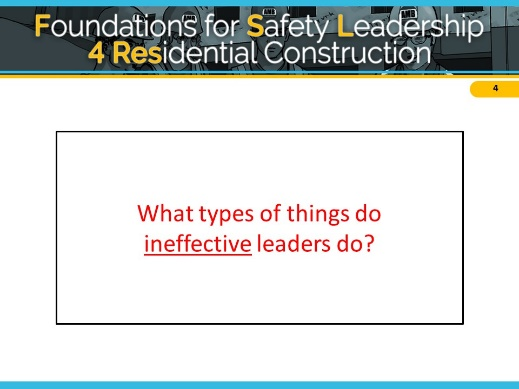 Foundations for Safety Leadership
4 Residential Construction
4
What types of things do
ineffective leaders do?